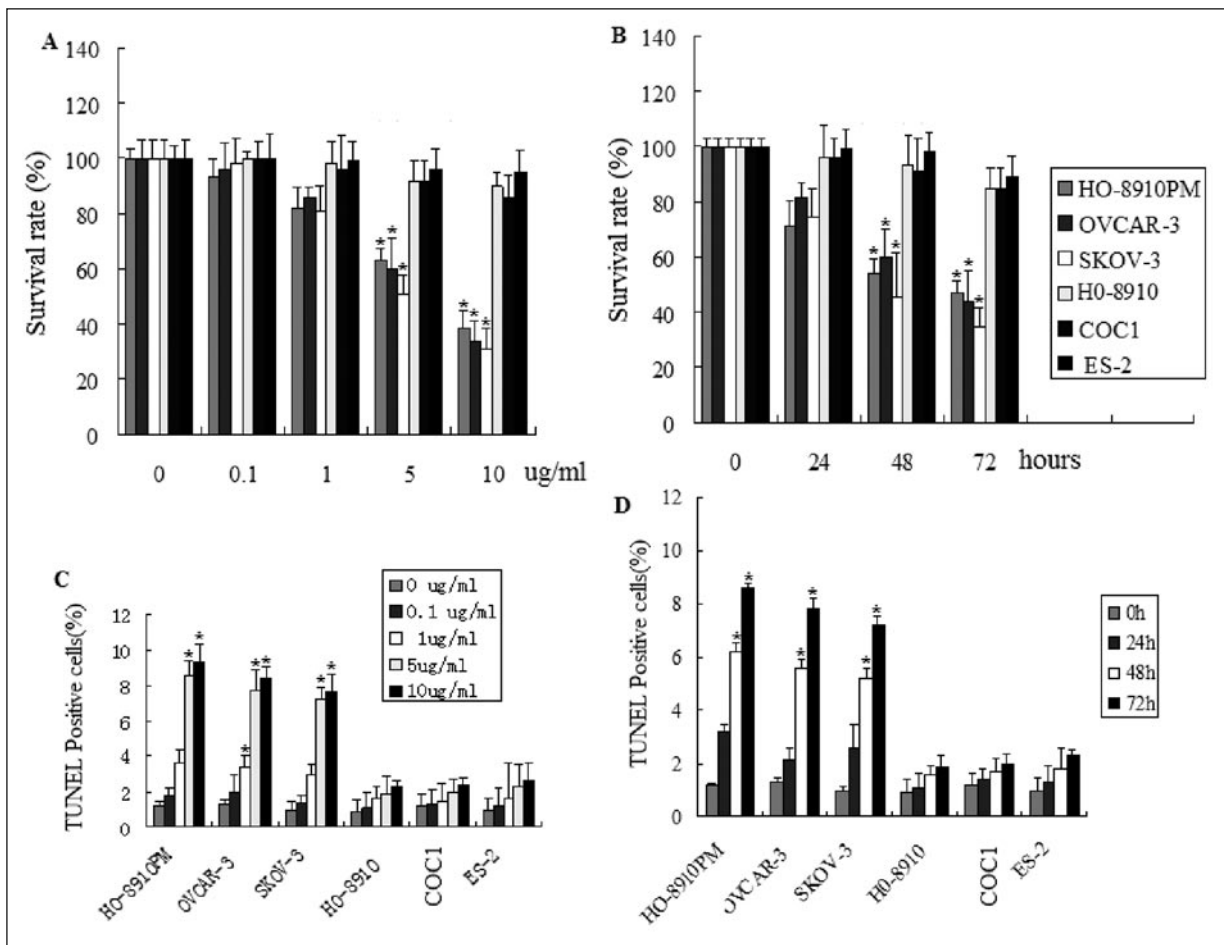 A
140
120
100
80
60
40
20
0
Survival rate (%)
* * *
* * *
0 0.1 1 5 10 ug/ml
B
140
120
100
80
60
40
20
0
Survival rate (%)
* * *
* * *
0 24 48 72 hours
HO-8910PM
OVCAR-3
SKOV-3
H0-8910
COC1
ES-2
C
12
10
8
6
4
2
0
TUNEL Positive cells(%)
* *
* * *
* *
0 ug/ml
0.1 ug/ml
1ug/ml
5ug/ml
10ug/ml
HO-8910PM
OVCAR-3
SKOV-3
HO-8910
COC1
ES-2
D
12
10
8
6
4
2
0
TUNEL Positive cells(%)
* *
* *
* *
0h
24h
48h
72h
HO-8910PM
OVCAR-3
SKOV-3
H0-8910
COC1
ES-2